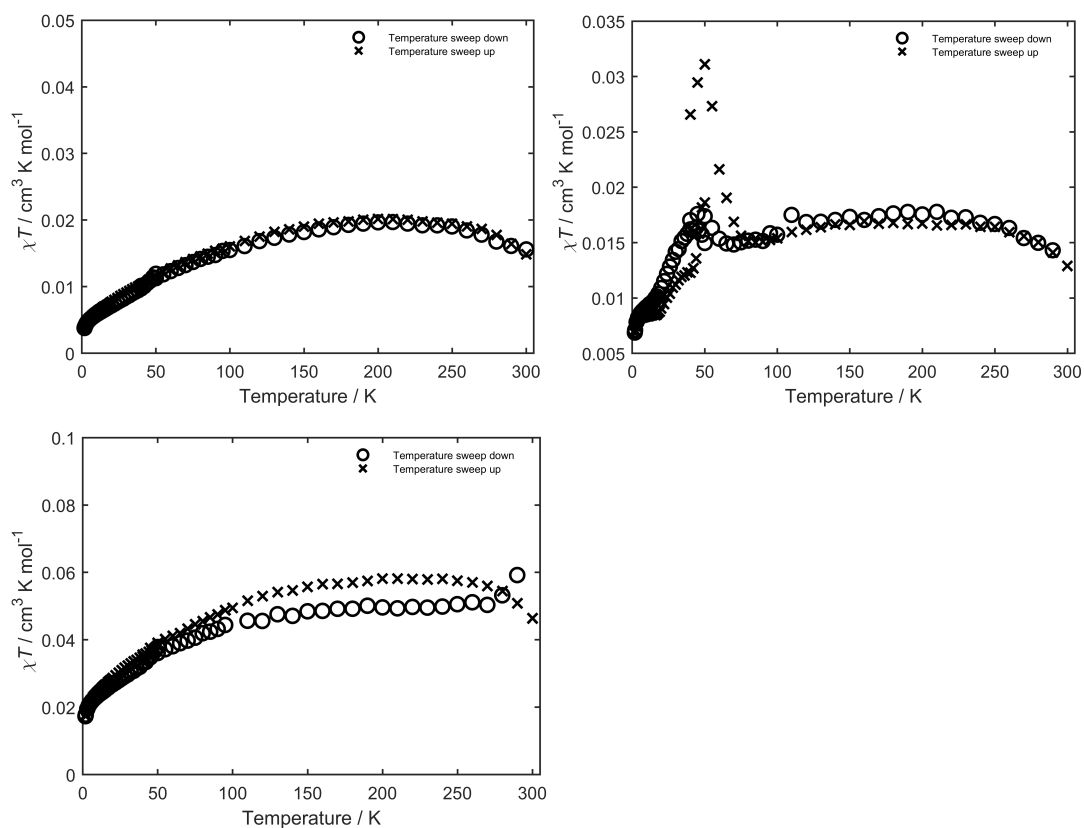 0.05
0.04
0.03
0.02
0.01
0
χT / cm³ K mol⁻¹
Temperature sweep down
Temperature sweep up
0 50 100 150 200 250 300
Temperature / K
0.035
0.03
0.025
0.02
0.015
0.01
0.005
χT / cm³ K mol⁻¹
Temperature sweep down
Temperature sweep up
0 50 100 150 200 250 300
Temperature / K
0.1
0.08
0.06
0.04
0.02
0
χT / cm³ K mol⁻¹
Temperature sweep down
Temperature sweep up
0 50 100 150 200 250 300
Temperature / K